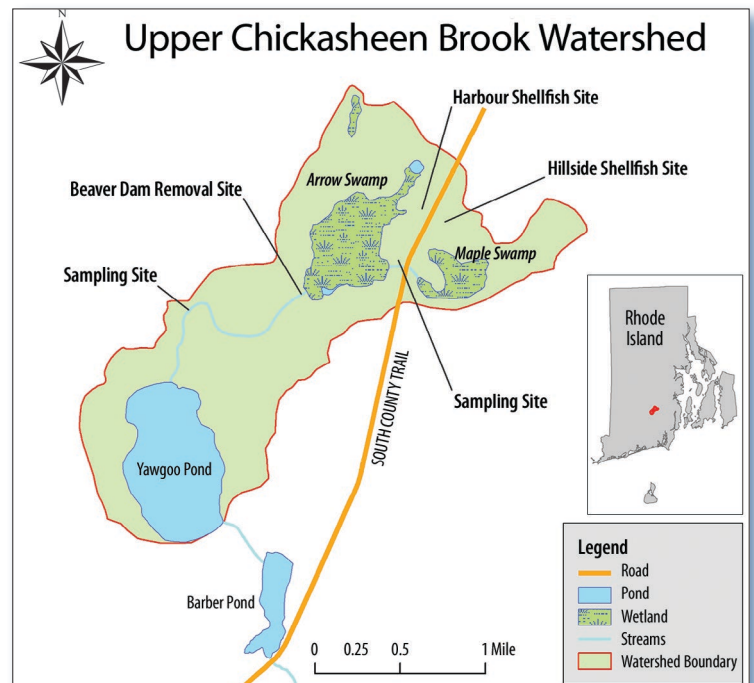 N
Upper Chickasheen Brook Watershed
Harbour Shellfish Site
Hillside Shellfish Site
Arrow Swamp
Beaver Dam Removal Site
Maple Swamp
Sampling Site
Rhode
Island
Sampling Site
SOUTH COUNTY TRAIL
Yawgoo Pond
Barber Pond
0 0.25 0.5 1 Mile
Legend
Road
Pond
Wetland
Streams
Watershed Boundary